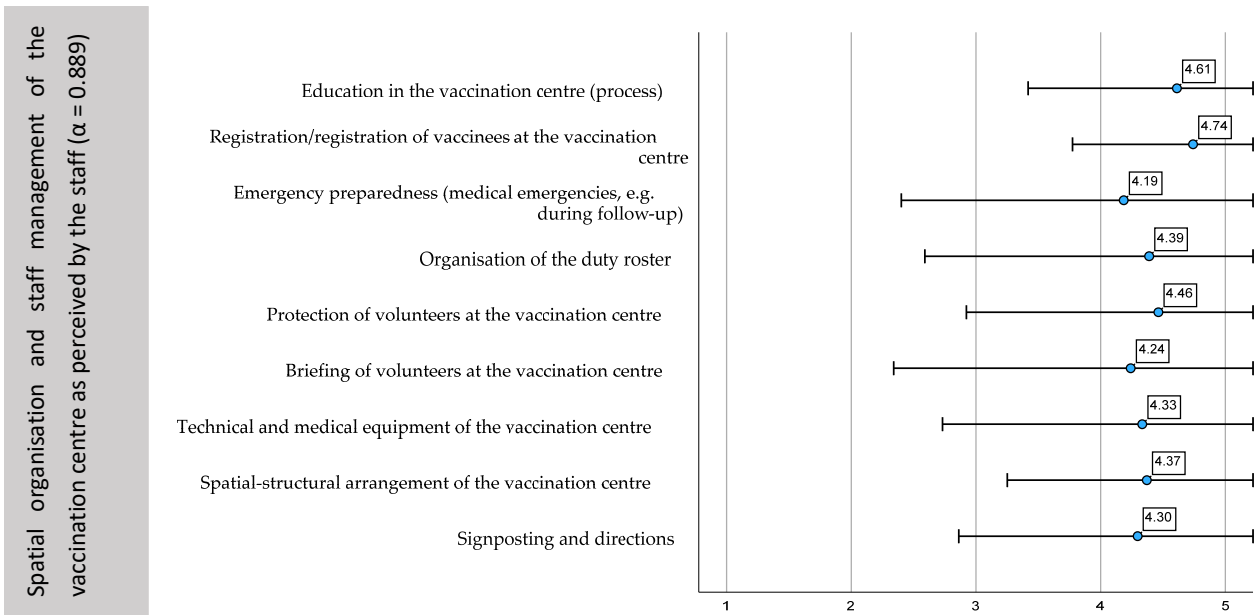 Spatial organisation and staff management of the
vaccination centre as perceived by the staff (α = 0.889)
Education in the vaccination centre (process)
4.61
Registration/registration of vaccinees at the vaccination
centre
4.74
Emergency preparedness (medical emergencies, e.g.
during follow-up)
4.19
Organisation of the duty roster
4.39
Protection of volunteers at the vaccination centre
4.46
Briefing of volunteers at the vaccination centre
4.24
Technical and medical equipment of the vaccination centre
4.33
Spatial-structural arrangement of the vaccination centre
4.37
Signposting and directions
4.30
1 2 3 4 5